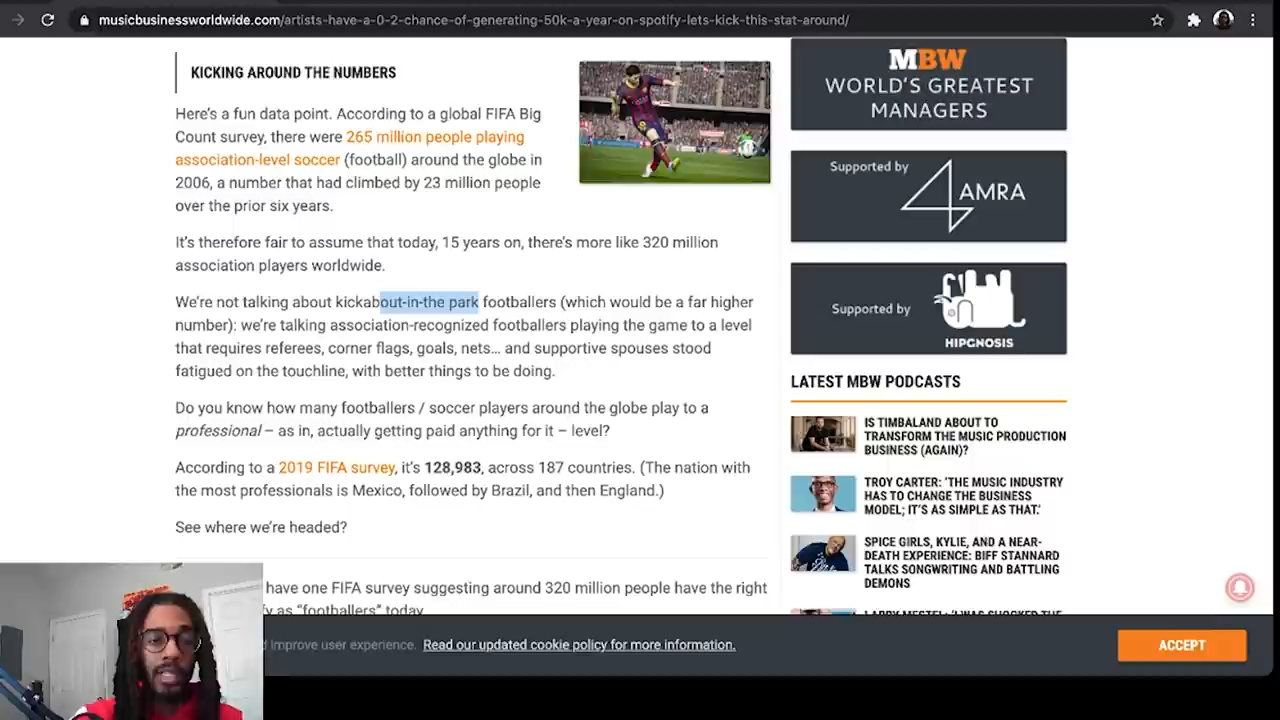 musicbusinessworldwide.com/artists-have-a-0-2-chance-of-generating-50k-a-year-on-spotify-lets-kick-this-stat-around/
KICKING AROUND THE NUMBERS
Here's a fun data point. According to a global FIFA Big
Count survey, there were 265 million people playing
association-level soccer (football) around the globe in
2006, a number that had climbed by 23 million people
over the prior six years.
It's therefore fair to assume that today, 15 years on, there's more like 320 million
association players worldwide.
We're not talking about kickabout-in-the park footballers (which would be a far higher
number): we're talking association-recognized footballers playing the game to a level
that requires referees, corner flags, goals, nets... and supportive spouses stood
fatigued on the touchline, with better things to be doing.
Do you know how many footballers / soccer players around the globe play to a
professional – as in, actually getting paid anything for it – level?
According to a 2019 FIFA survey, it's 128,983, across 187 countries. (The nation with
the most professionals is Mexico, followed by Brazil, and then England.)
See where we're headed?
have one FIFA survey suggesting around 320 million people have the right
as "footballers" today
MBW
WORLD'S GREATEST
MANAGERS
Supported by
4 AMRA
Supported by
HIPGNOSIS
LATEST MBW PODCASTS
IS TIMBALAND ABOUT TO
TRANSFORM THE MUSIC PRODUCTION
BUSINESS (AGAIN)?
TROY CARTER: 'THE MUSIC INDUSTRY
HAS TO CHANGE THE BUSINESS
MODEL; IT'S AS SIMPLE AS THAT.'
SPICE GIRLS, KYLIE, AND A NEAR-
DEATH EXPERIENCE: BIFF STANNARD
TALKS SONGWRITING AND BATTLING
DEMONS
LARRY MESTEL: 'I WAS SHOCKED THE
improve user experience. Read our updated cookie policy for more information.
ACCEPT